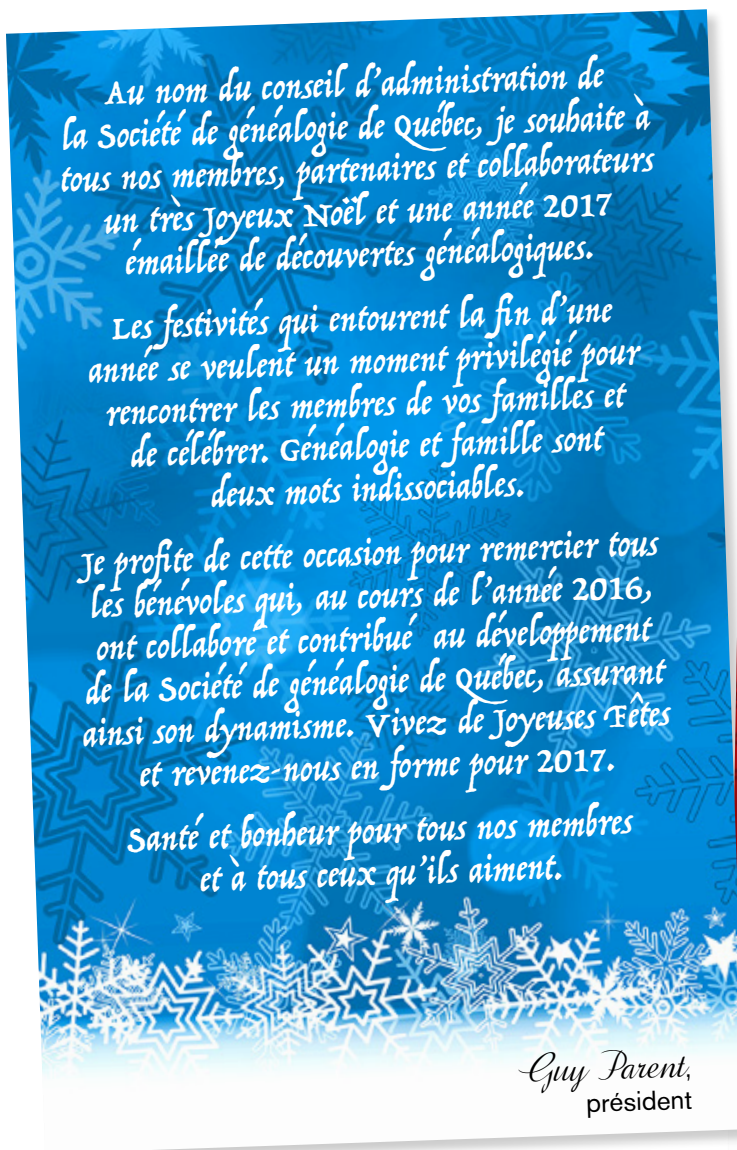 Au nom du conseil d'administration de
la Société de généalogie de Québec, je souhaite à
tous nos membres, partenaires et collaborateurs
un très Joyeux Noël et une année 2017
émaillée de découvertes généalogiques.
Les festivités qui entourent la fin d'une
année se veulent un moment privilégié pour
rencontrer les membres de vos familles et
de célébrer. Généalogie et famille sont
deux mots indissociables.
Je profite de cette occasion pour remercier tous
les bénévoles qui, au cours de l'année 2016,
ont collaboré et contribué au développement
de la Société de généalogie de Québec, assurant
ainsi son dynamisme. Vivez de Joyeuses Fêtes
et revenez-nous en forme pour 2017.
Santé et bonheur pour tous nos membres
et à tous ceux qu'ils aiment.
Guy Parent,
président